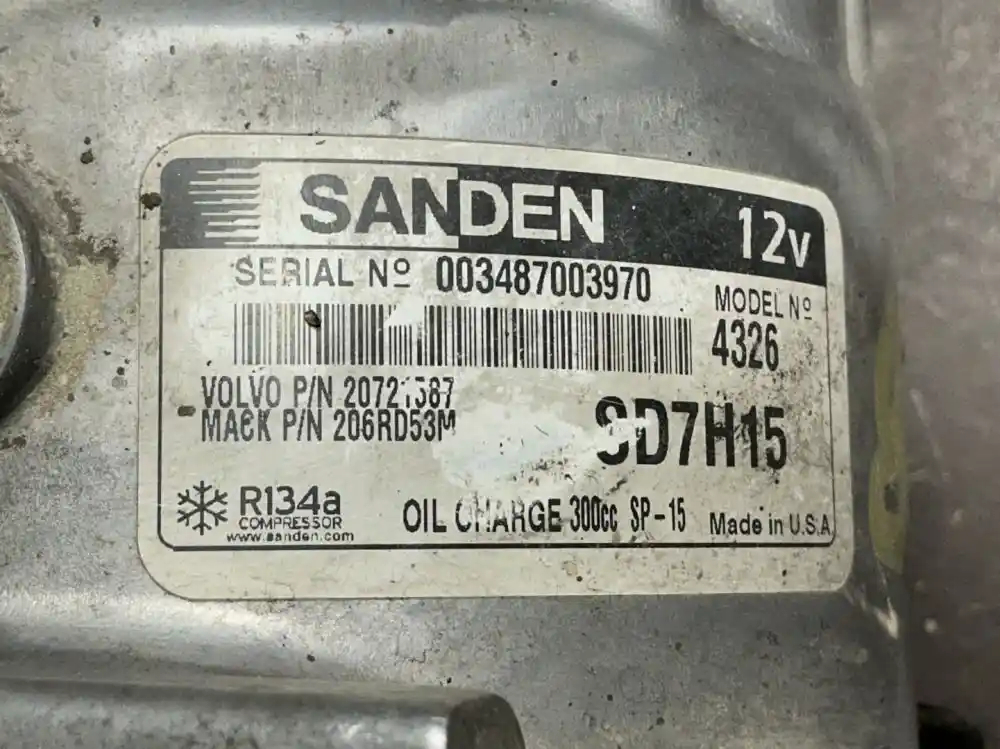 SANDEN
12V
SERIAL Nº 003487003970
MODEL Nº
4326
VOLVO P/N 20721587
MACK P/N 206RD53M
SD7H15
R134a
COMPRESSOR
www.sanden.com
OIL CHARGE 300cc SP-15
Made in U.S.A